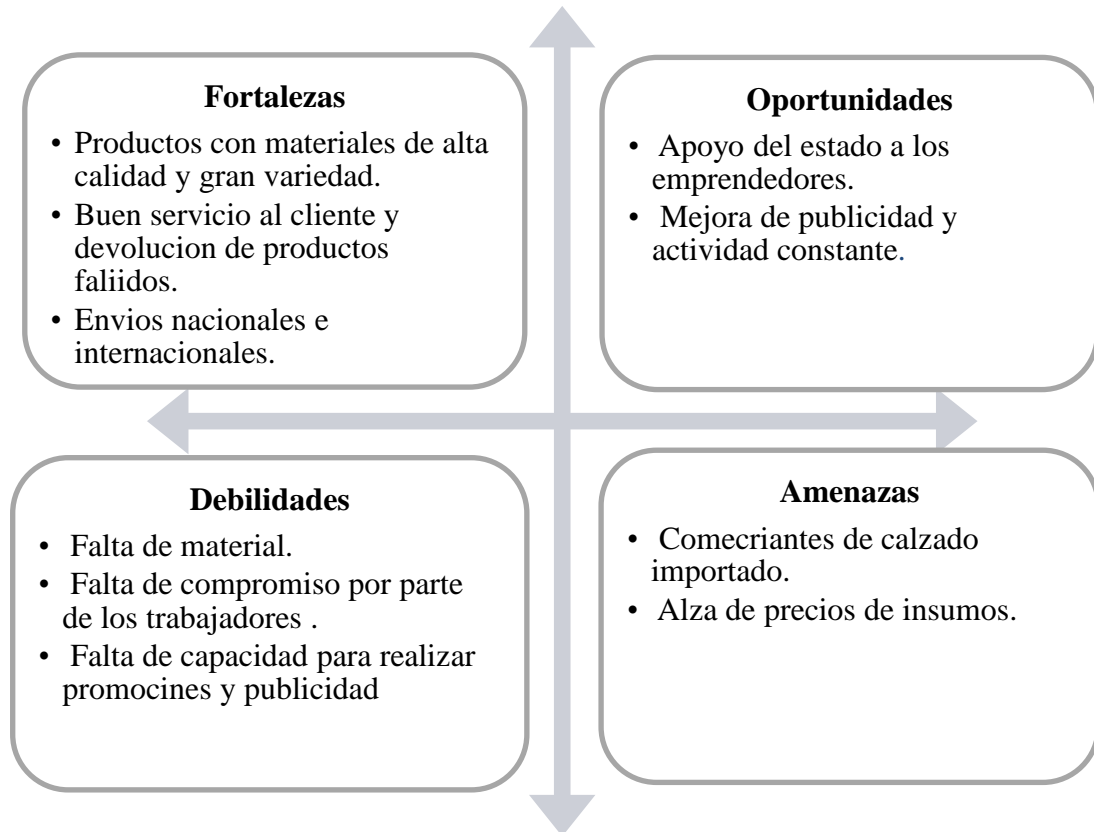 Fortalezas
• Productos con materiales de alta
calidad y gran variedad.
• Buen servicio al cliente y
devolucion de productos
faliidos.
• Envios nacionales e
internacionales.
Oportunidades
• Apoyo del estado a los
emprendedores.
• Mejora de publicidad y
actividad constante.
Debilidades
• Falta de material.
• Falta de compromiso por parte
de los trabajadores .
• Falta de capacidad para realizar
promocines y publicidad
Amenazas
• Comecriantes de calzado
importado.
• Alza de precios de insumos.